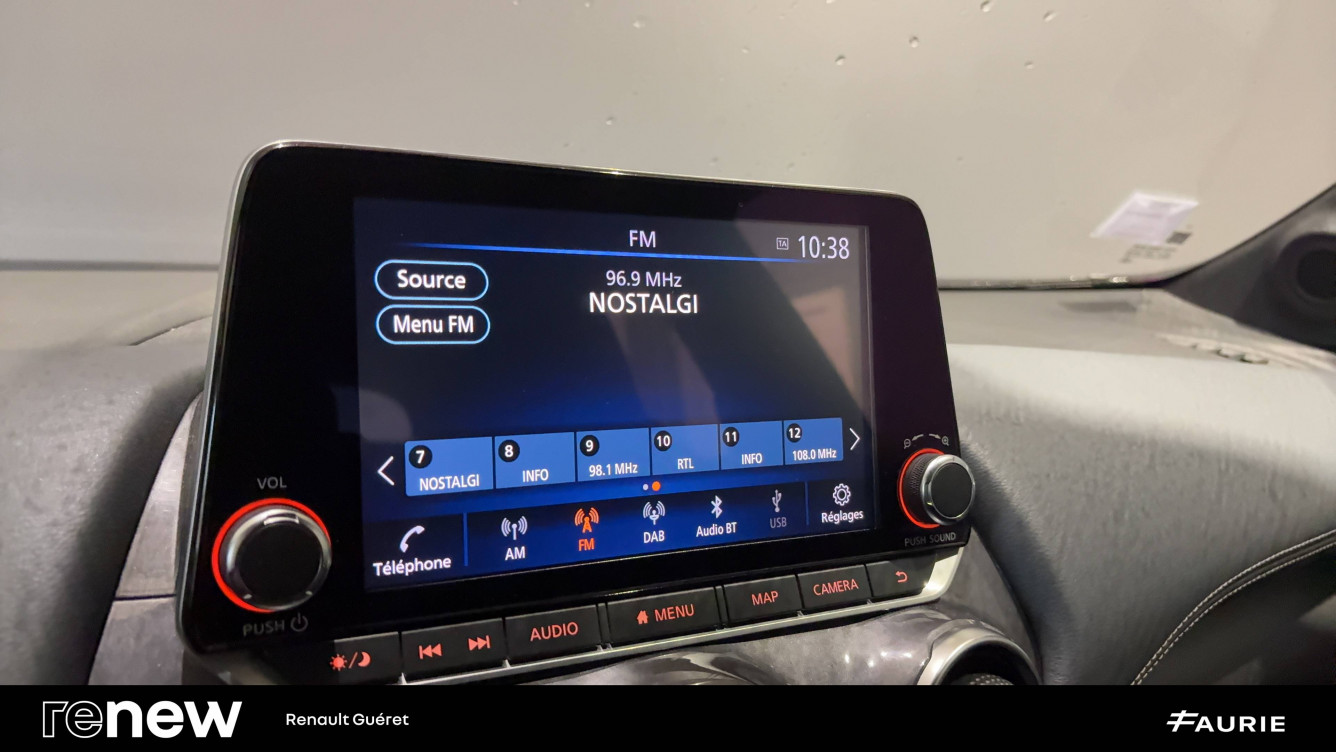 FM
TA 10:38
Source
96.9 MHz
NOSTALGI
Menu FM
7 NOSTALGI
8 INFO
9 98.1 MHz
10 RTL
11 INFO
12 108.0 MHz
Téléphone
AM
FM
DAB
Audio BT
USB
Réglages
VOL
PUSH
PUSH SOUND
AUDIO
MENU
MAP
CAMERA
renew
Renault Guéret
FAURIE